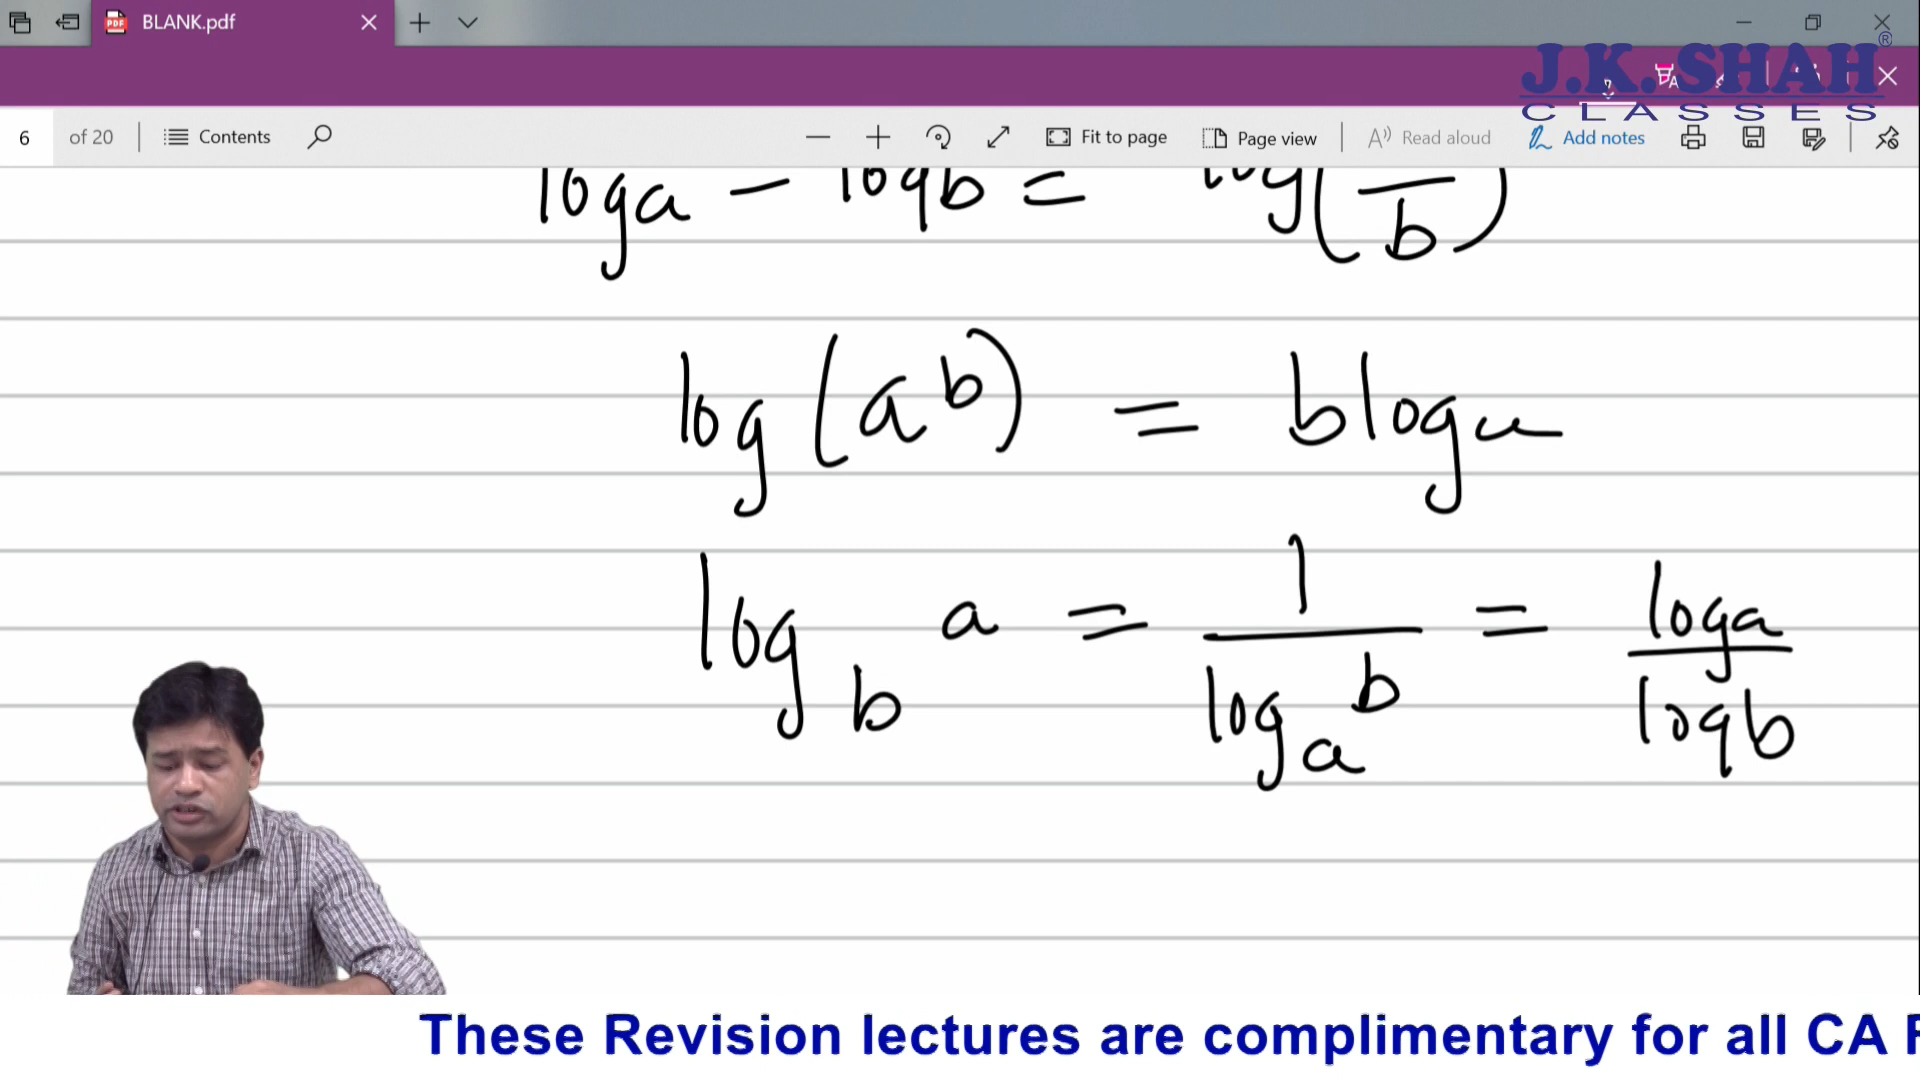 BLANK.pdf
J.K.SHAH®
CLASSES
6 of 20 Contents Fit to page Page view Read aloud Add notes
log a - log b = log( /b)
log(a^b) = b log a
log_b a = 1/log_a b = log a/log b
These Revision lectures are complimentary for all CA